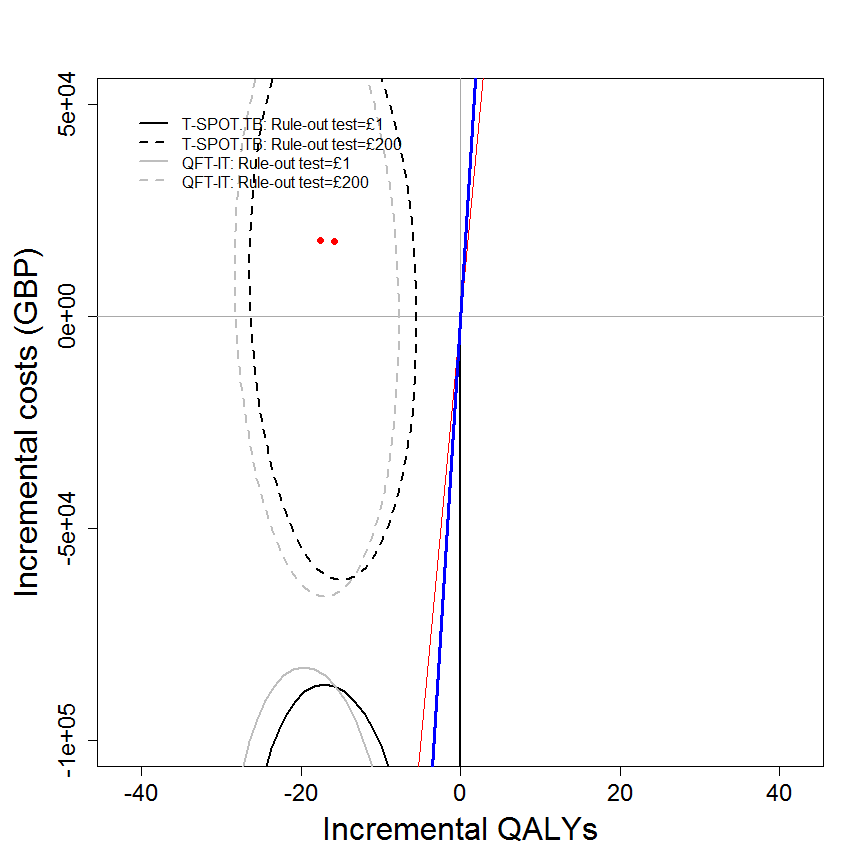 T-SPOT.TB: Rule-out test=£1
T-SPOT.TB: Rule-out test=£200
QFT-IT: Rule-out test=£1
QFT-IT: Rule-out test=£200
5e+04
0e+00
-5e+04
-1e+05
Incremental costs (GBP)
-40 -20 0 20 40
Incremental QALYs